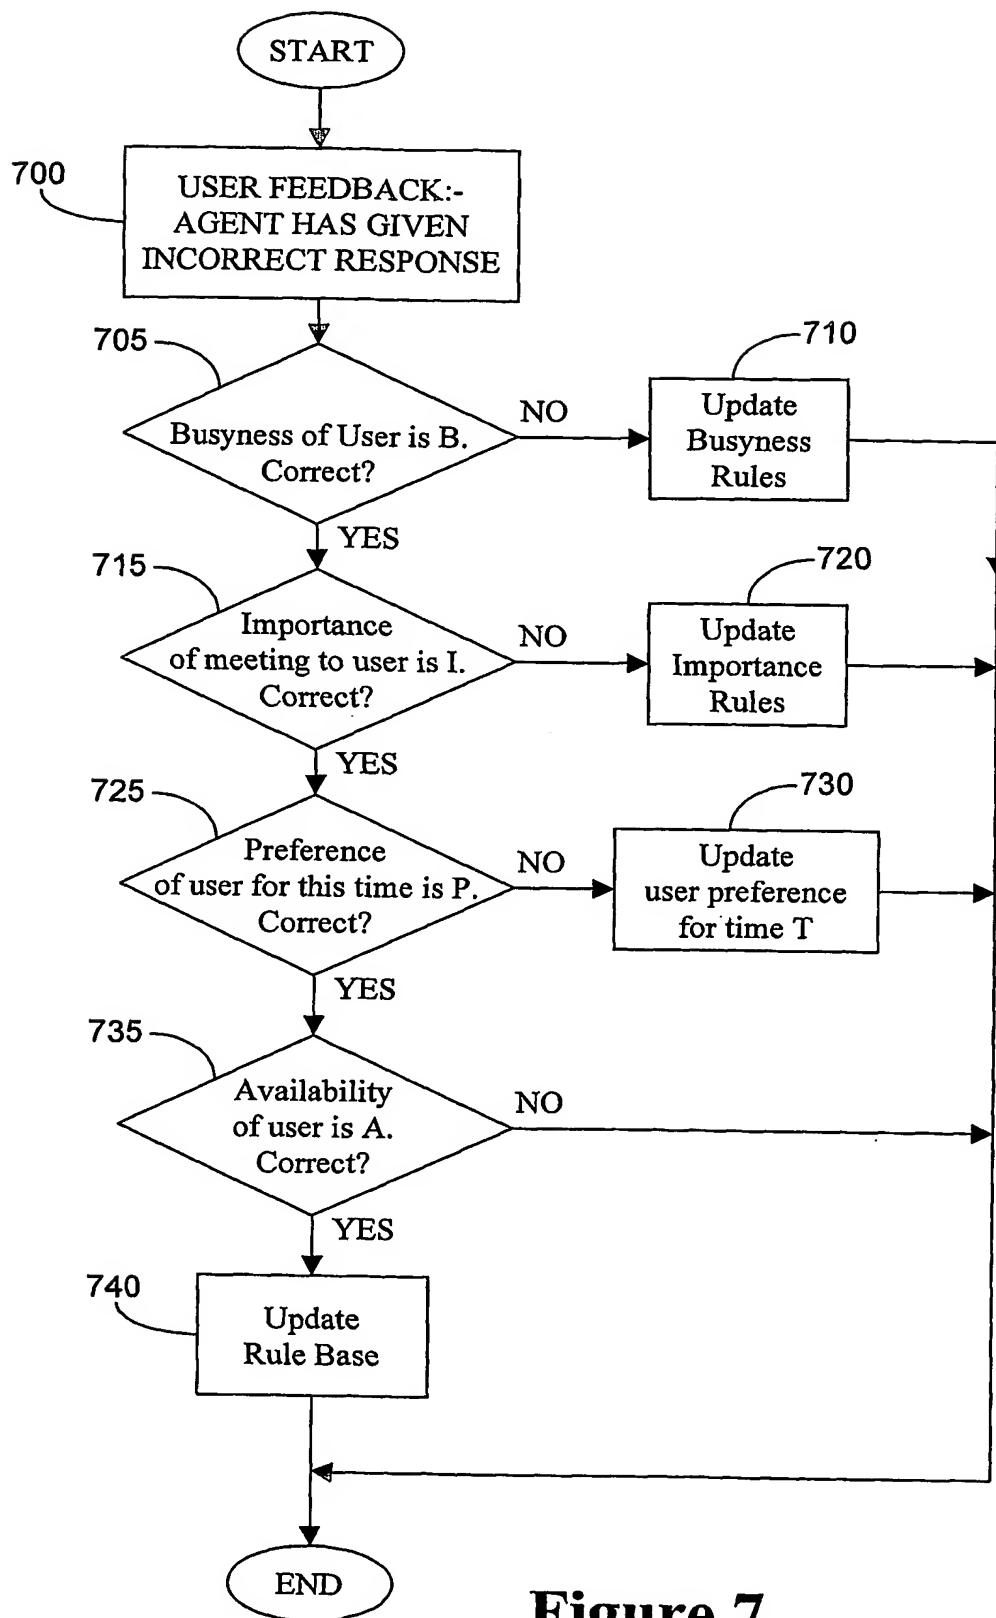 START
700
USER FEEDBACK:-
AGENT HAS GIVEN
INCORRECT RESPONSE
705
Busyness of User is B.
Correct?
NO
710
Update
Busyness
Rules
YES
715
Importance
of meeting to user is I.
Correct?
NO
720
Update
Importance
Rules
YES
725
Preference
of user for this time is P.
Correct?
NO
730
Update
user preference
for time T
YES
735
Availability
of user is A.
Correct?
NO
YES
740
Update
Rule Base
END
Figure 7